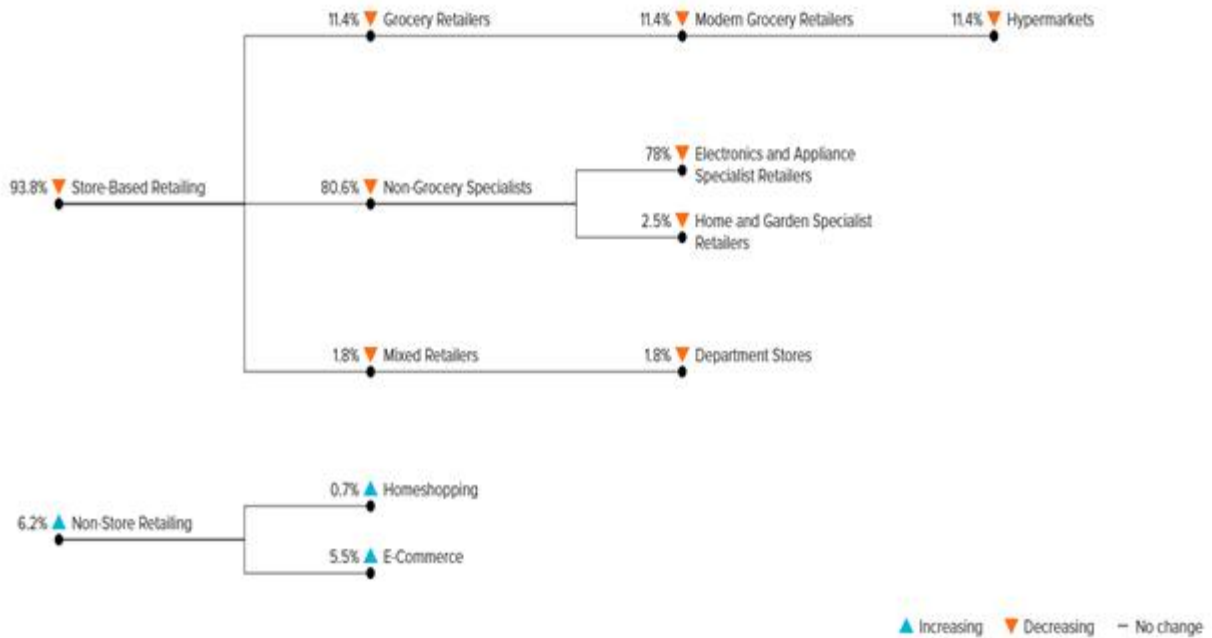 11.4% ▼ Grocery Retailers
11.4% ▼ Modern Grocery Retailers
11.4% ▼ Hypermarkets
93.8% ▼ Store-Based Retailing
80.6% ▼ Non-Grocery Specialists
78% ▼ Electronics and Appliance
Specialist Retailers
2.5% ▼ Home and Garden Specialist
Retailers
1.8% ▼ Mixed Retailers
1.8% ▼ Department Stores
6.2% ▲ Non-Store Retailing
0.7% ▲ Homeshopping
5.5% ▲ E-Commerce
▲ Increasing ▼ Decreasing — No change